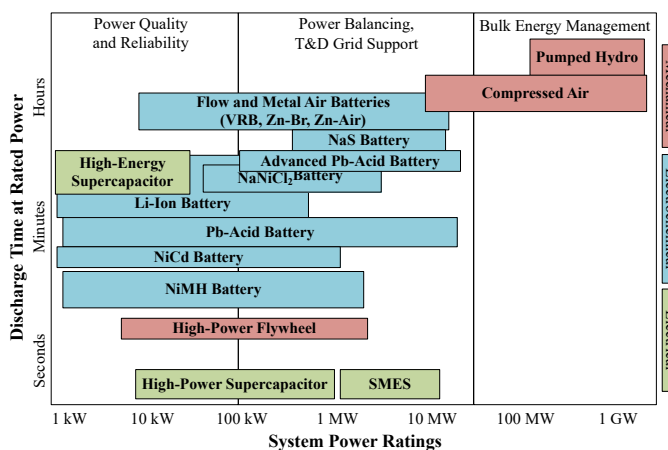 Power Quality
and Reliability
Power Balancing,
T&D Grid Support
Bulk Energy Management
Pumped Hydro
Compressed Air
Flow and Metal Air Batteries
(VRB, Zn-Br, Zn-Air)
NaS Battery
Advanced Pb-Acid Battery
High-Energy
Supercapacitor
NaNiCl2 Battery
Li-Ion Battery
Pb-Acid Battery
NiCd Battery
NiMH Battery
High-Power Flywheel
High-Power Supercapacitor
SMES
Discharge Time at Rated Power
Hours
Minutes
Seconds
1 kW
10 kW
100 kW
1 MW
10 MW
100 MW
1 GW
System Power Ratings